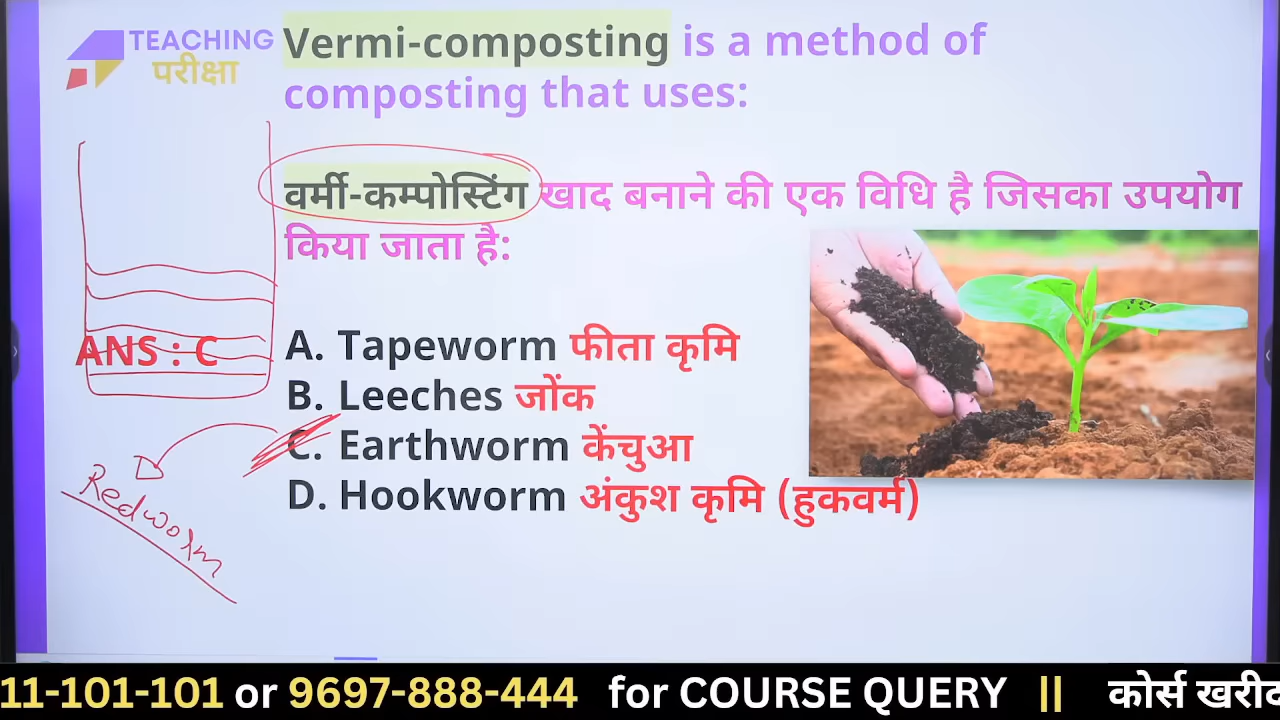 TEACHING
परीक्षा
Vermi-composting is a method of
composting that uses:
वर्मी-कम्पोस्टिंग खाद बनाने की एक विधि है जिसका उपयोग
किया जाता है:
ANS : C
A. Tapeworm फीता कृमि
B. Leeches जोंक
C. Earthworm केंचुआ
D. Hookworm अंकुश कृमि (हुकवर्म)
Redworm
11-101-101 or 9697-888-444 for COURSE QUERY || कोर्स